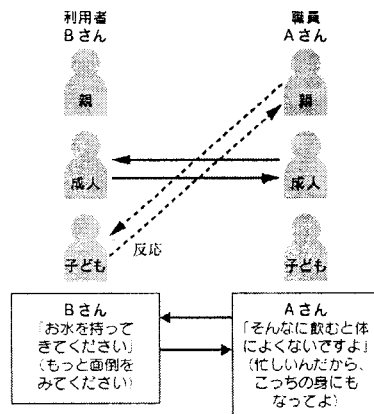 利用者
Bさん
職員
Aさん
親
親
成人
成人
子ども
反応
子ども
Bさん
「お水を持って
きてください」
(もっと面倒を
みてください)
Aさん
「そんなに飲むと体
によくないですよ」
(忙しいんだから、
こっちの身にも
なってよ)